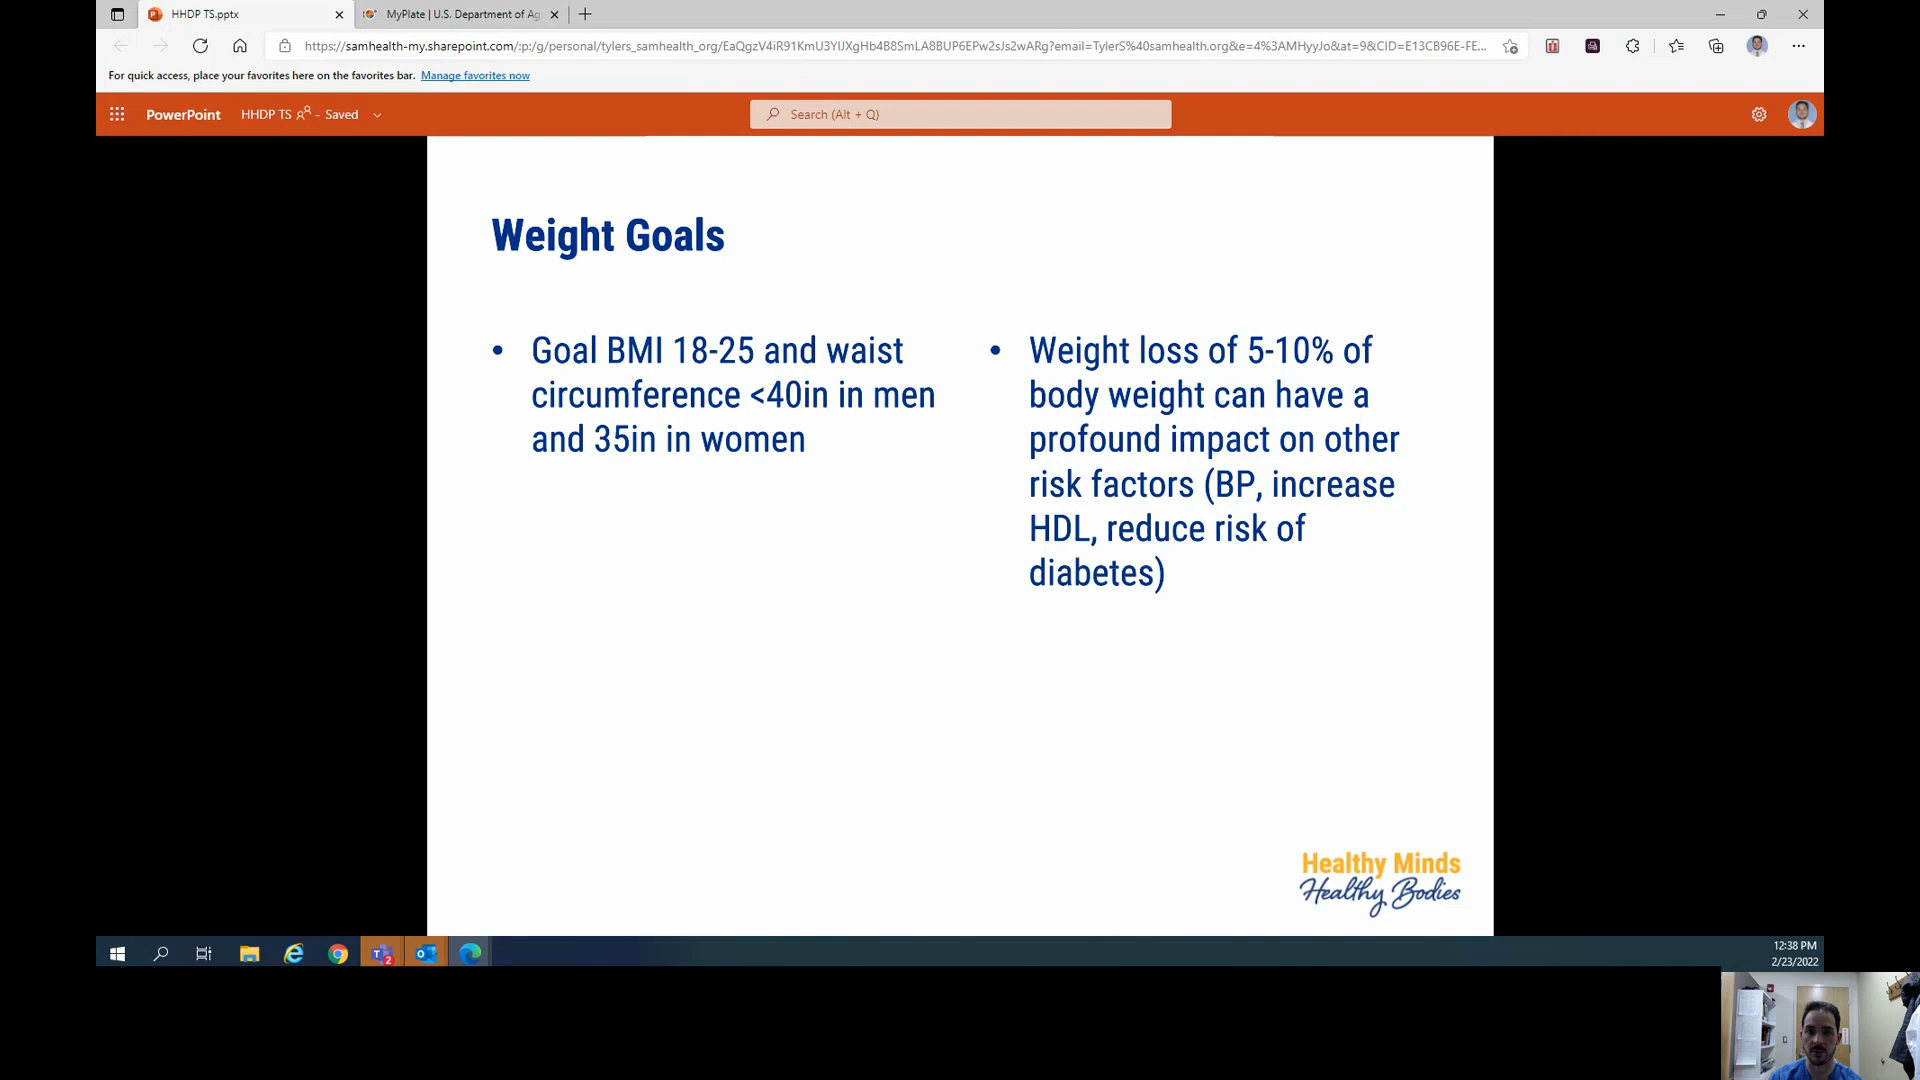 HHDP TS.pptx
MyPlate | U.S. Department of Ag
https://samhealth-my.sharepoint.com/:p:/g/personal/tylers_samhealth_org/EaQgzV4iR91KmU3YlJXgHb4B8SmLA8BUP6EPw2sJs2wARg?email=TylerS%40samhealth.org&e=4%3AMHyyJo&at=9&CID=E13CB96E-FE...
For quick access, place your favorites here on the favorites bar. Manage favorites now
PowerPoint HHDP TS - Saved
Search (Alt + Q)
Weight Goals
• Goal BMI 18-25 and waist
circumference <40in in men
and 35in in women
• Weight loss of 5-10% of
body weight can have a
profound impact on other
risk factors (BP, increase
HDL, reduce risk of
diabetes)
Healthy Minds
Healthy Bodies
2
12:38 PM
2/23/2022